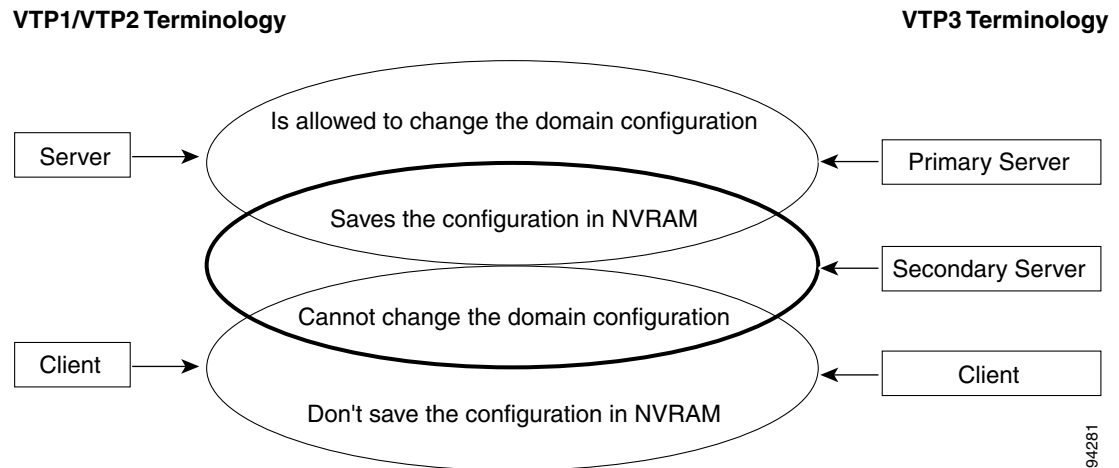 VTP1/VTP2 Terminology
VTP3 Terminology
Is allowed to change the domain configuration
Server
Primary Server
Saves the configuration in NVRAM
Secondary Server
Cannot change the domain configuration
Client
Client
Don't save the configuration in NVRAM
94281